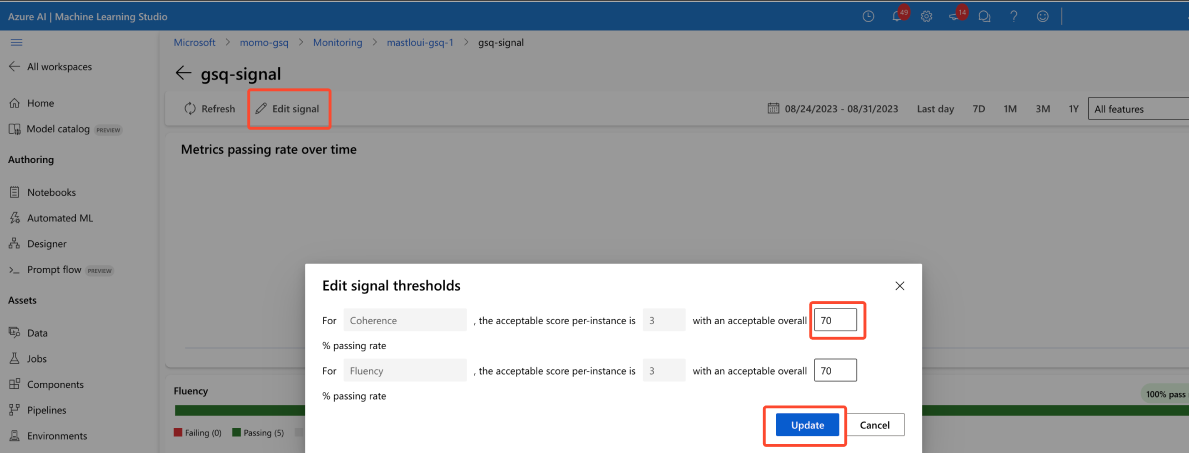 Azure AI | Machine Learning Studio
49
14
Microsoft > momo-gsq > Monitoring > mastloui-gsq-1 > gsq-signal
All workspaces
gsq-signal
Home
Refresh
Edit signal
08/24/2023 - 08/31/2023 Last day 7D 1M 3M 1Y All features
Model catalog PREVIEW
Metrics passing rate over time
Authoring
Notebooks
Automated ML
Designer
Prompt flow PREVIEW
Assets
Data
Jobs
Components
Pipelines
Environments
Edit signal thresholds
For Coherence , the acceptable score per-instance is 3 with an acceptable overall 70
% passing rate
For Fluency , the acceptable score per-instance is 3 with an acceptable overall 70
% passing rate
Update Cancel
Fluency
100% pass
Failing (0) Passing (5)